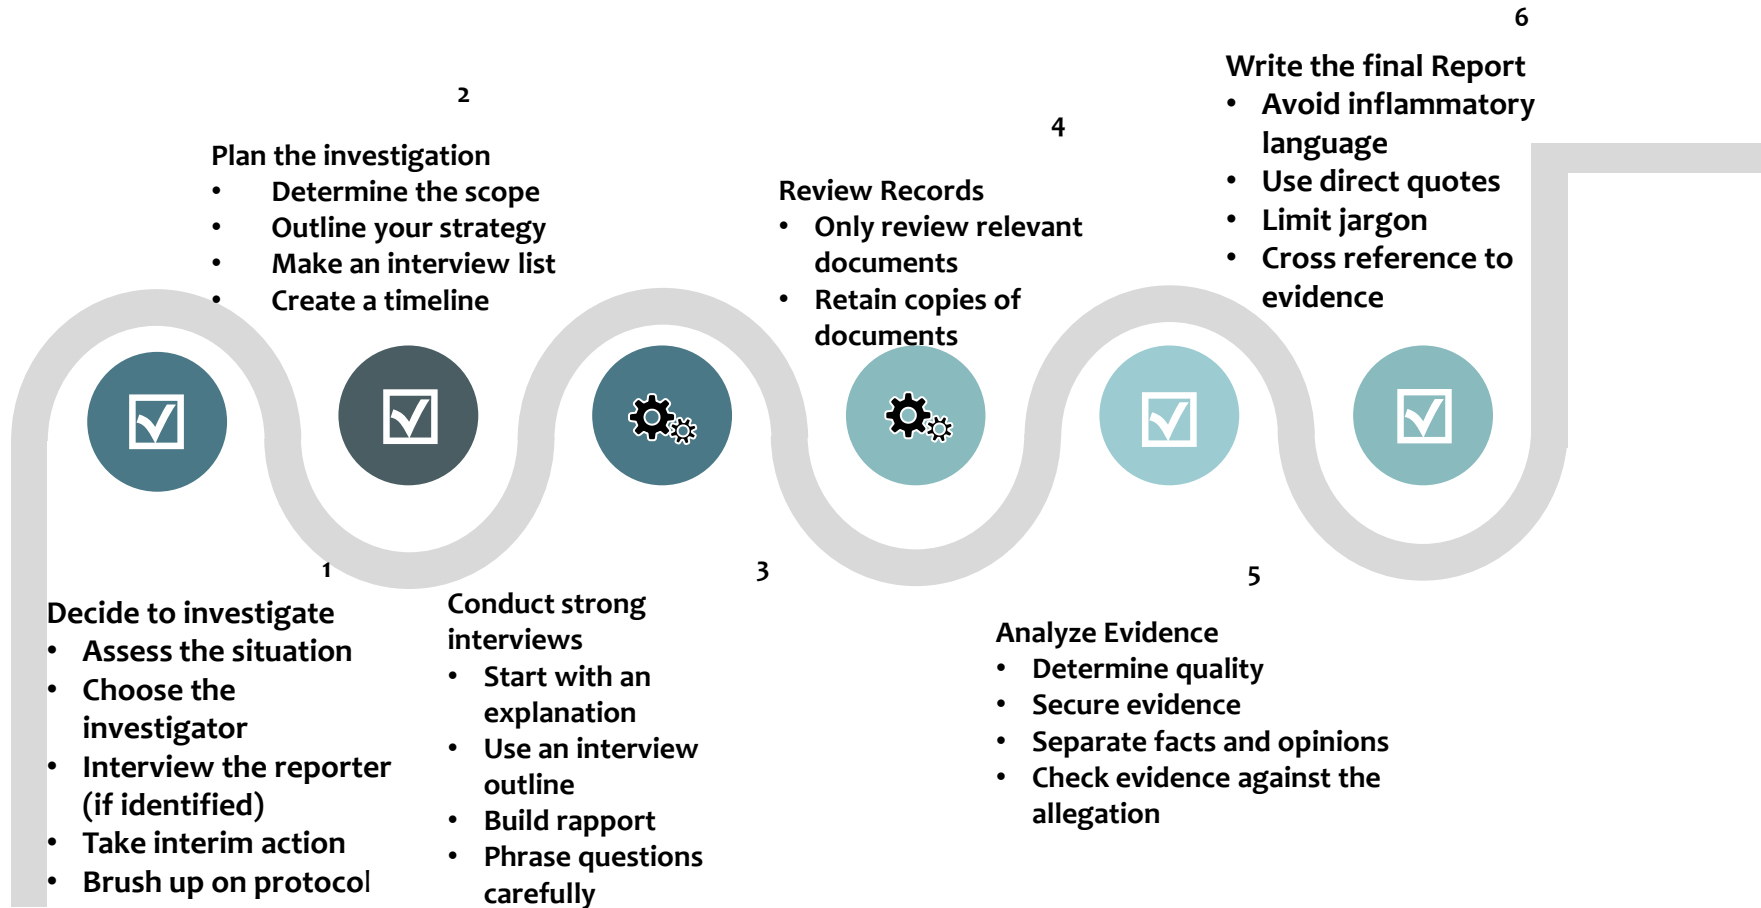 1
Decide to investigate
• Assess the situation
• Choose the
investigator
• Interview the reporter
(if identified)
• Take interim action
• Brush up on protocol
2
Plan the investigation
• Determine the scope
• Outline your strategy
• Make an interview list
• Create a timeline
3
Conduct strong
interviews
• Start with an
explanation
• Use an interview
outline
• Build rapport
• Phrase questions
carefully
4
Review Records
• Only review relevant
documents
• Retain copies of
documents
5
Analyze Evidence
• Determine quality
• Secure evidence
• Separate facts and opinions
• Check evidence against the
allegation
6
Write the final Report
• Avoid inflammatory
language
• Use direct quotes
• Limit jargon
• Cross reference to
evidence